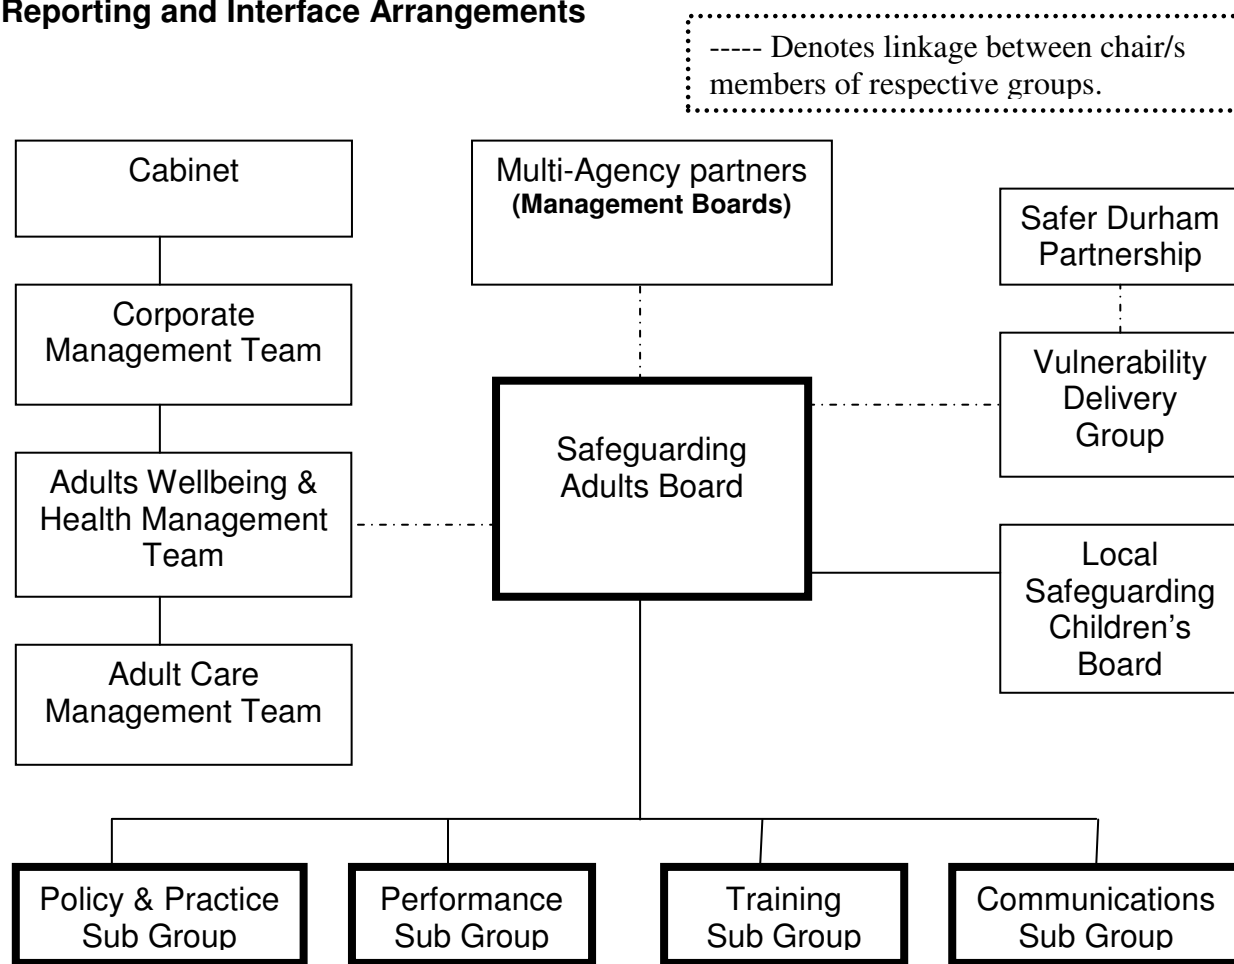 Reporting and Interface Arrangements
----- Denotes linkage between chair/s
members of respective groups.
Cabinet
Multi-Agency partners
(Management Boards)
Safer Durham
Partnership
Corporate
Management Team
Vulnerability
Delivery
Group
Safeguarding
Adults Board
Adults Wellbeing &
Health Management
Team
Local
Safeguarding
Children’s
Board
Adult Care
Management Team
Policy & Practice
Sub Group
Performance
Sub Group
Training
Sub Group
Communications
Sub Group